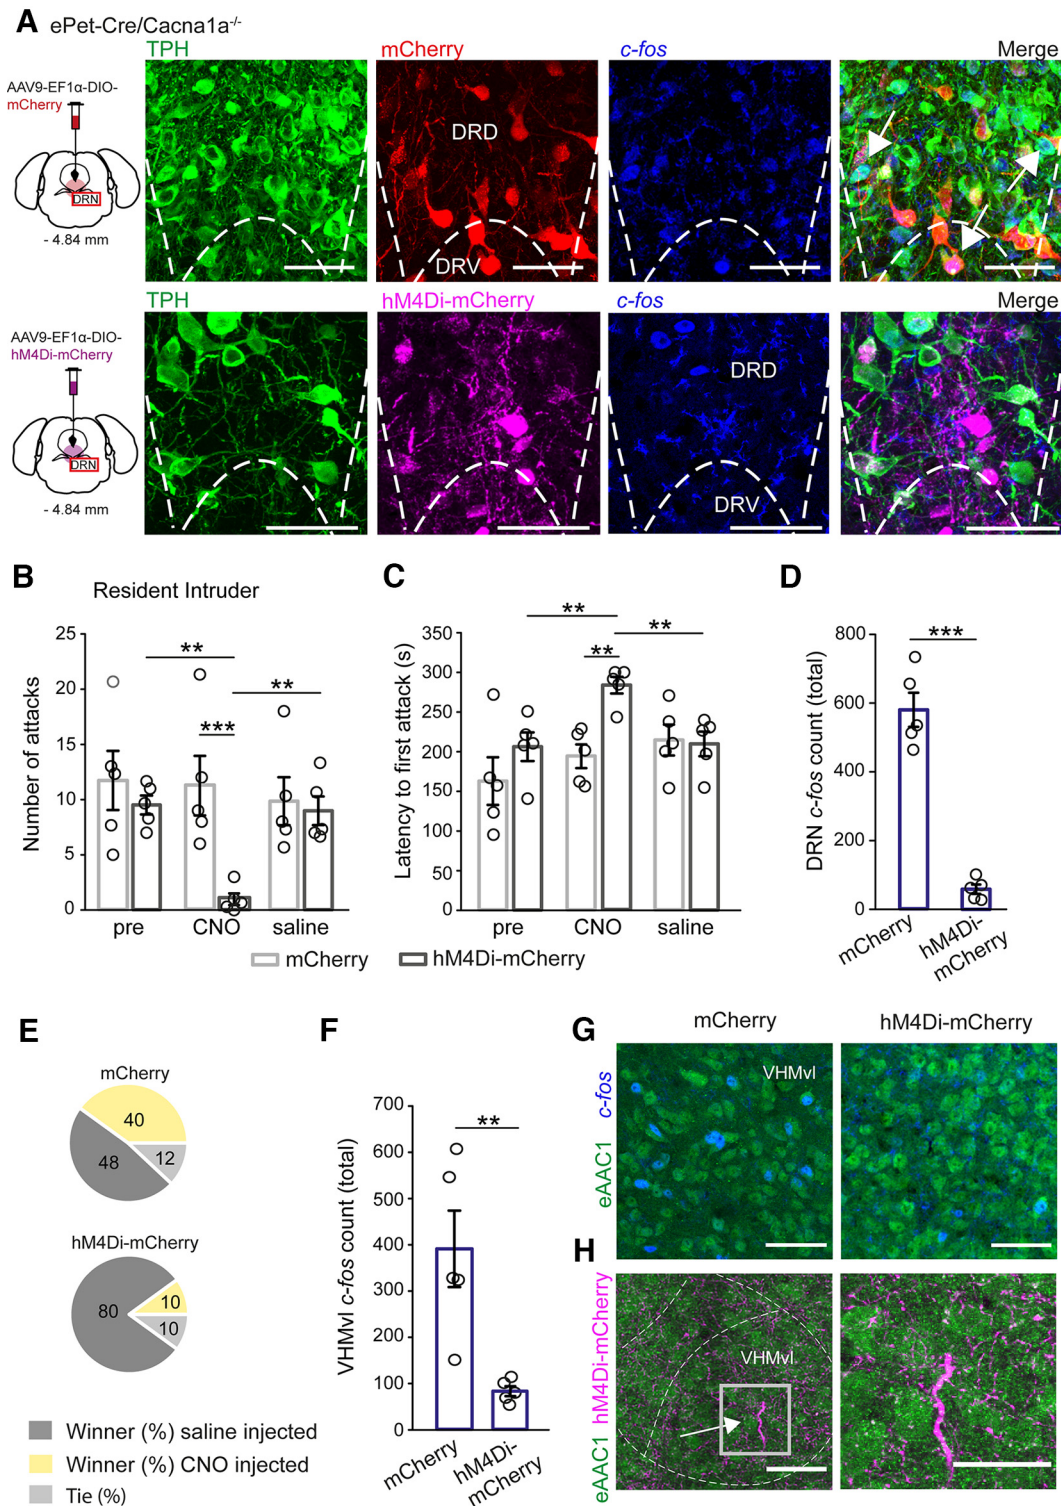 A ePet-Cre/Cacna1a-/-
TPH mCherry c-fos Merge
AAV9-EF1α-DIO-
mCherry
DRN
- 4.84 mm
DRD
DRV
TPH hM4Di-mCherry c-fos Merge
AAV9-EF1α-DIO-
hM4Di-mCherry
DRN
- 4.84 mm
DRD
DRV
B
Resident Intruder
Number of attacks
25
20
15
10
5
0
**
**
***
pre CNO saline
C
Latency to first attack (s)
350
300
250
200
150
100
50
0
**
**
**
pre CNO saline
mCherry hM4Di-mCherry
D
DRN c-fos count (total)
800
600
400
200
0
***
mCherry
hM4Di-
mCherry
E
mCherry
40
48
12
hM4Di-mCherry
80
10
10
Winner (%) saline injected
Winner (%) CNO injected
Tie (%)
F
VHMvl c-fos count (total)
700
600
500
400
300
200
100
0
**
mCherry
hM4Di-
mCherry
G
mCherry hM4Di-mCherry
eAAC1 c-fos
VHMvl
H
eAAC1 hM4Di-mCherry
VHMvl